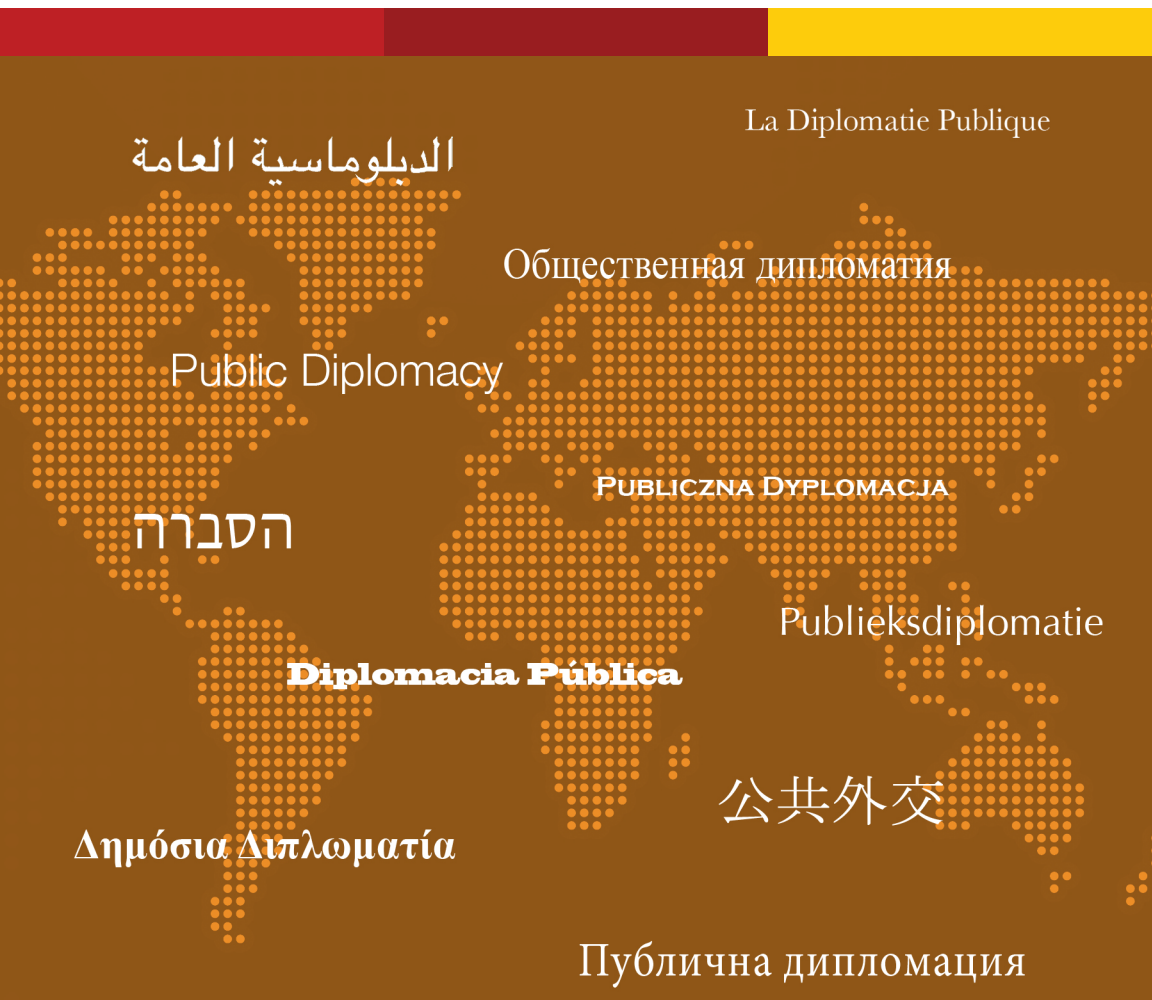 La Diplomatie Publique
الدبلوماسية العامة
Общественная дипломатия
Public Diplomacy
Publiczna Dyplomacja
הסברה
Publieksdiplomatie
Diplomacia Pública
公共外交
Δημόσια Διπλωματία
Публична дипломация